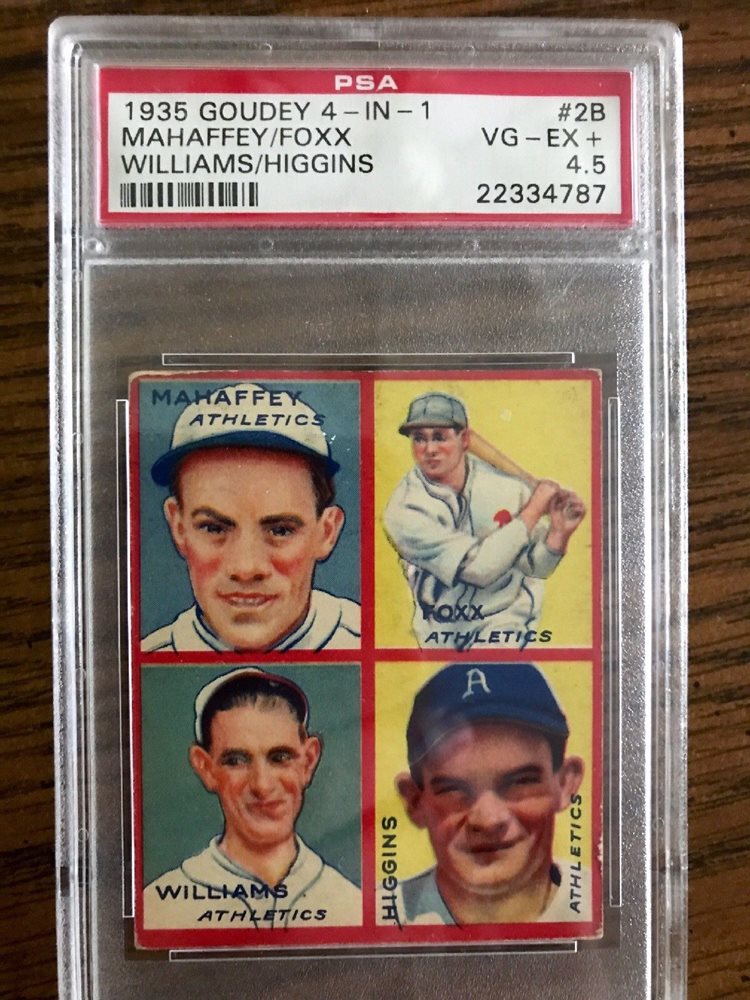 PSA
1935 GOUDEY 4-IN-1 #2B
MAHAFFEY/FOXX VG-EX+
WILLIAMS/HIGGINS 4.5
22334787
MAHAFFEY
ATHLETICS
FOXX
ATHLETICS
WILLIAMS
ATHLETICS
A
HIGGINS
ATHLETICS